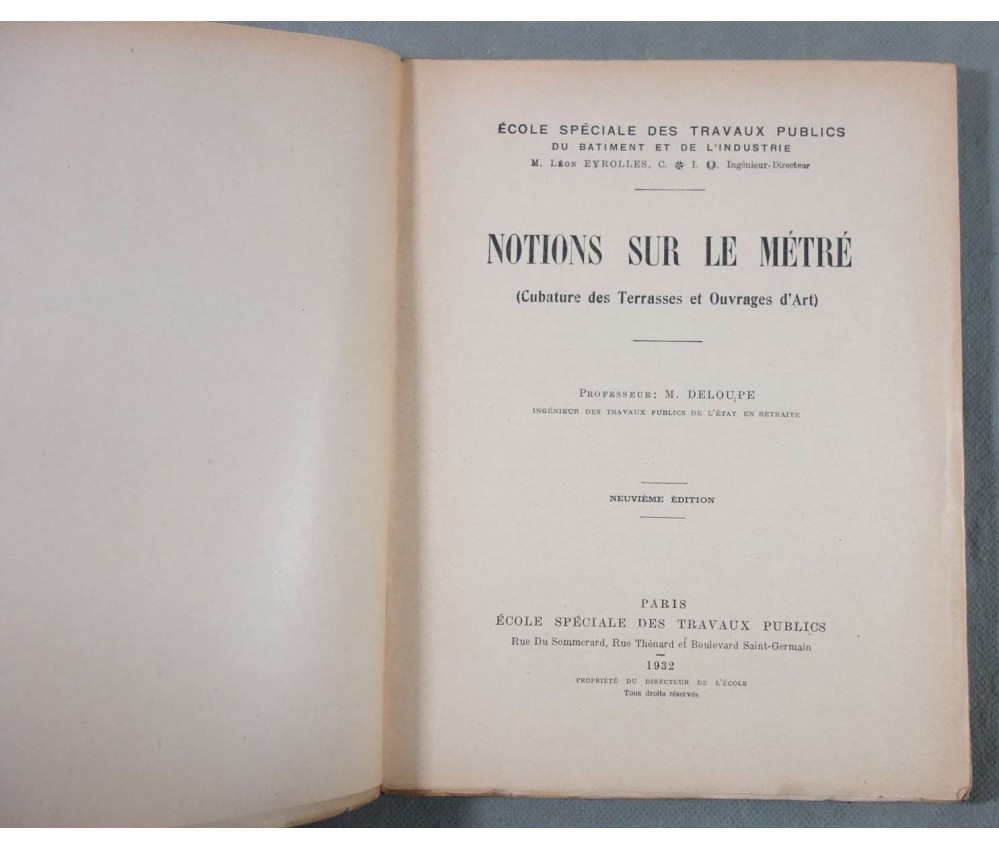 ÉCOLE SPÉCIALE DES TRAVAUX PUBLICS
DU BATIMENT ET DE L'INDUSTRIE
M. LÉON EYROLLES, C. ❉ I. Q. Ingénieur-Directeur
NOTIONS SUR LE MÉTRÉ
(Cubature des Terrasses et Ouvrages d'Art)
PROFESSEUR: M. DELOUPE
INGÉNIEUR DES TRAVAUX PUBLICS DE L'ÉTAT EN RETRAITE
NEUVIÈME ÉDITION
PARIS
ÉCOLE SPÉCIALE DES TRAVAUX PUBLICS
Rue Du Sommerard, Rue Thénard et Boulevard Saint-Germain
1932
PROPRIÉTÉ DU DIRECTEUR DE L'ÉCOLE
Tous droits réservés